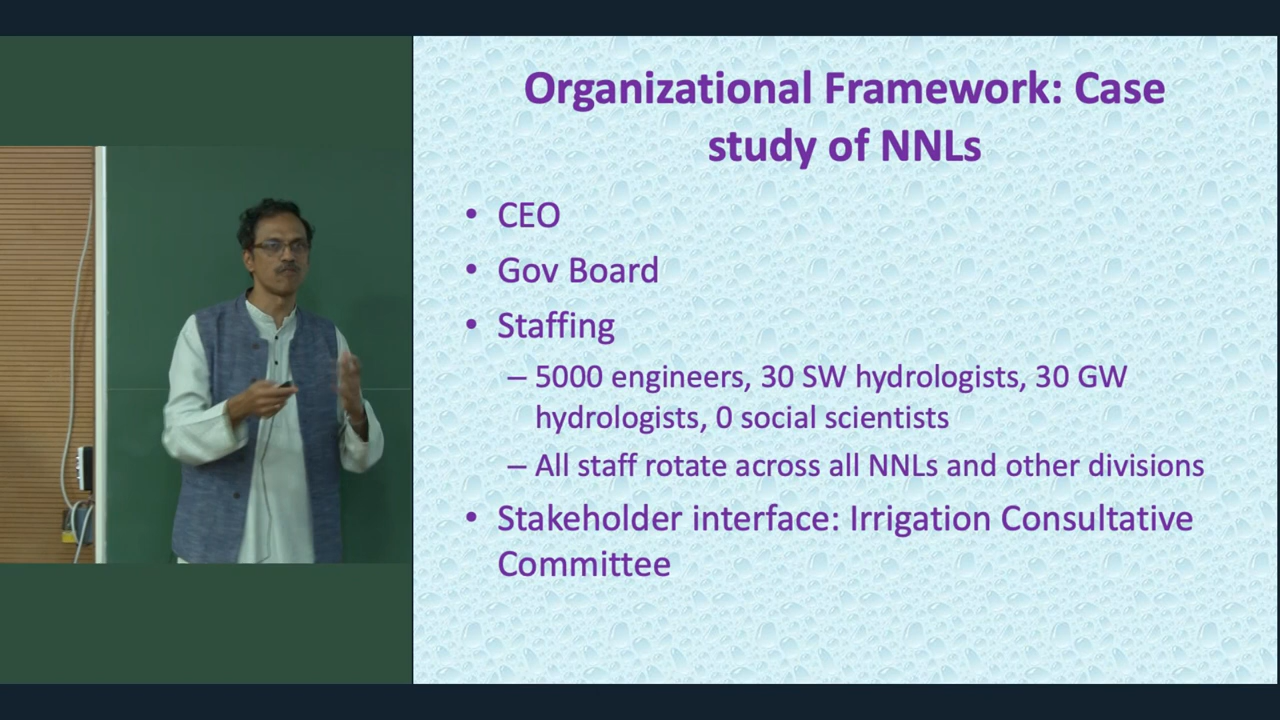 Organizational Framework: Case
study of NNLs
• CEO
• Gov Board
• Staffing
– 5000 engineers, 30 SW hydrologists, 30 GW
hydrologists, 0 social scientists
– All staff rotate across all NNLs and other divisions
• Stakeholder interface: Irrigation Consultative
Committee